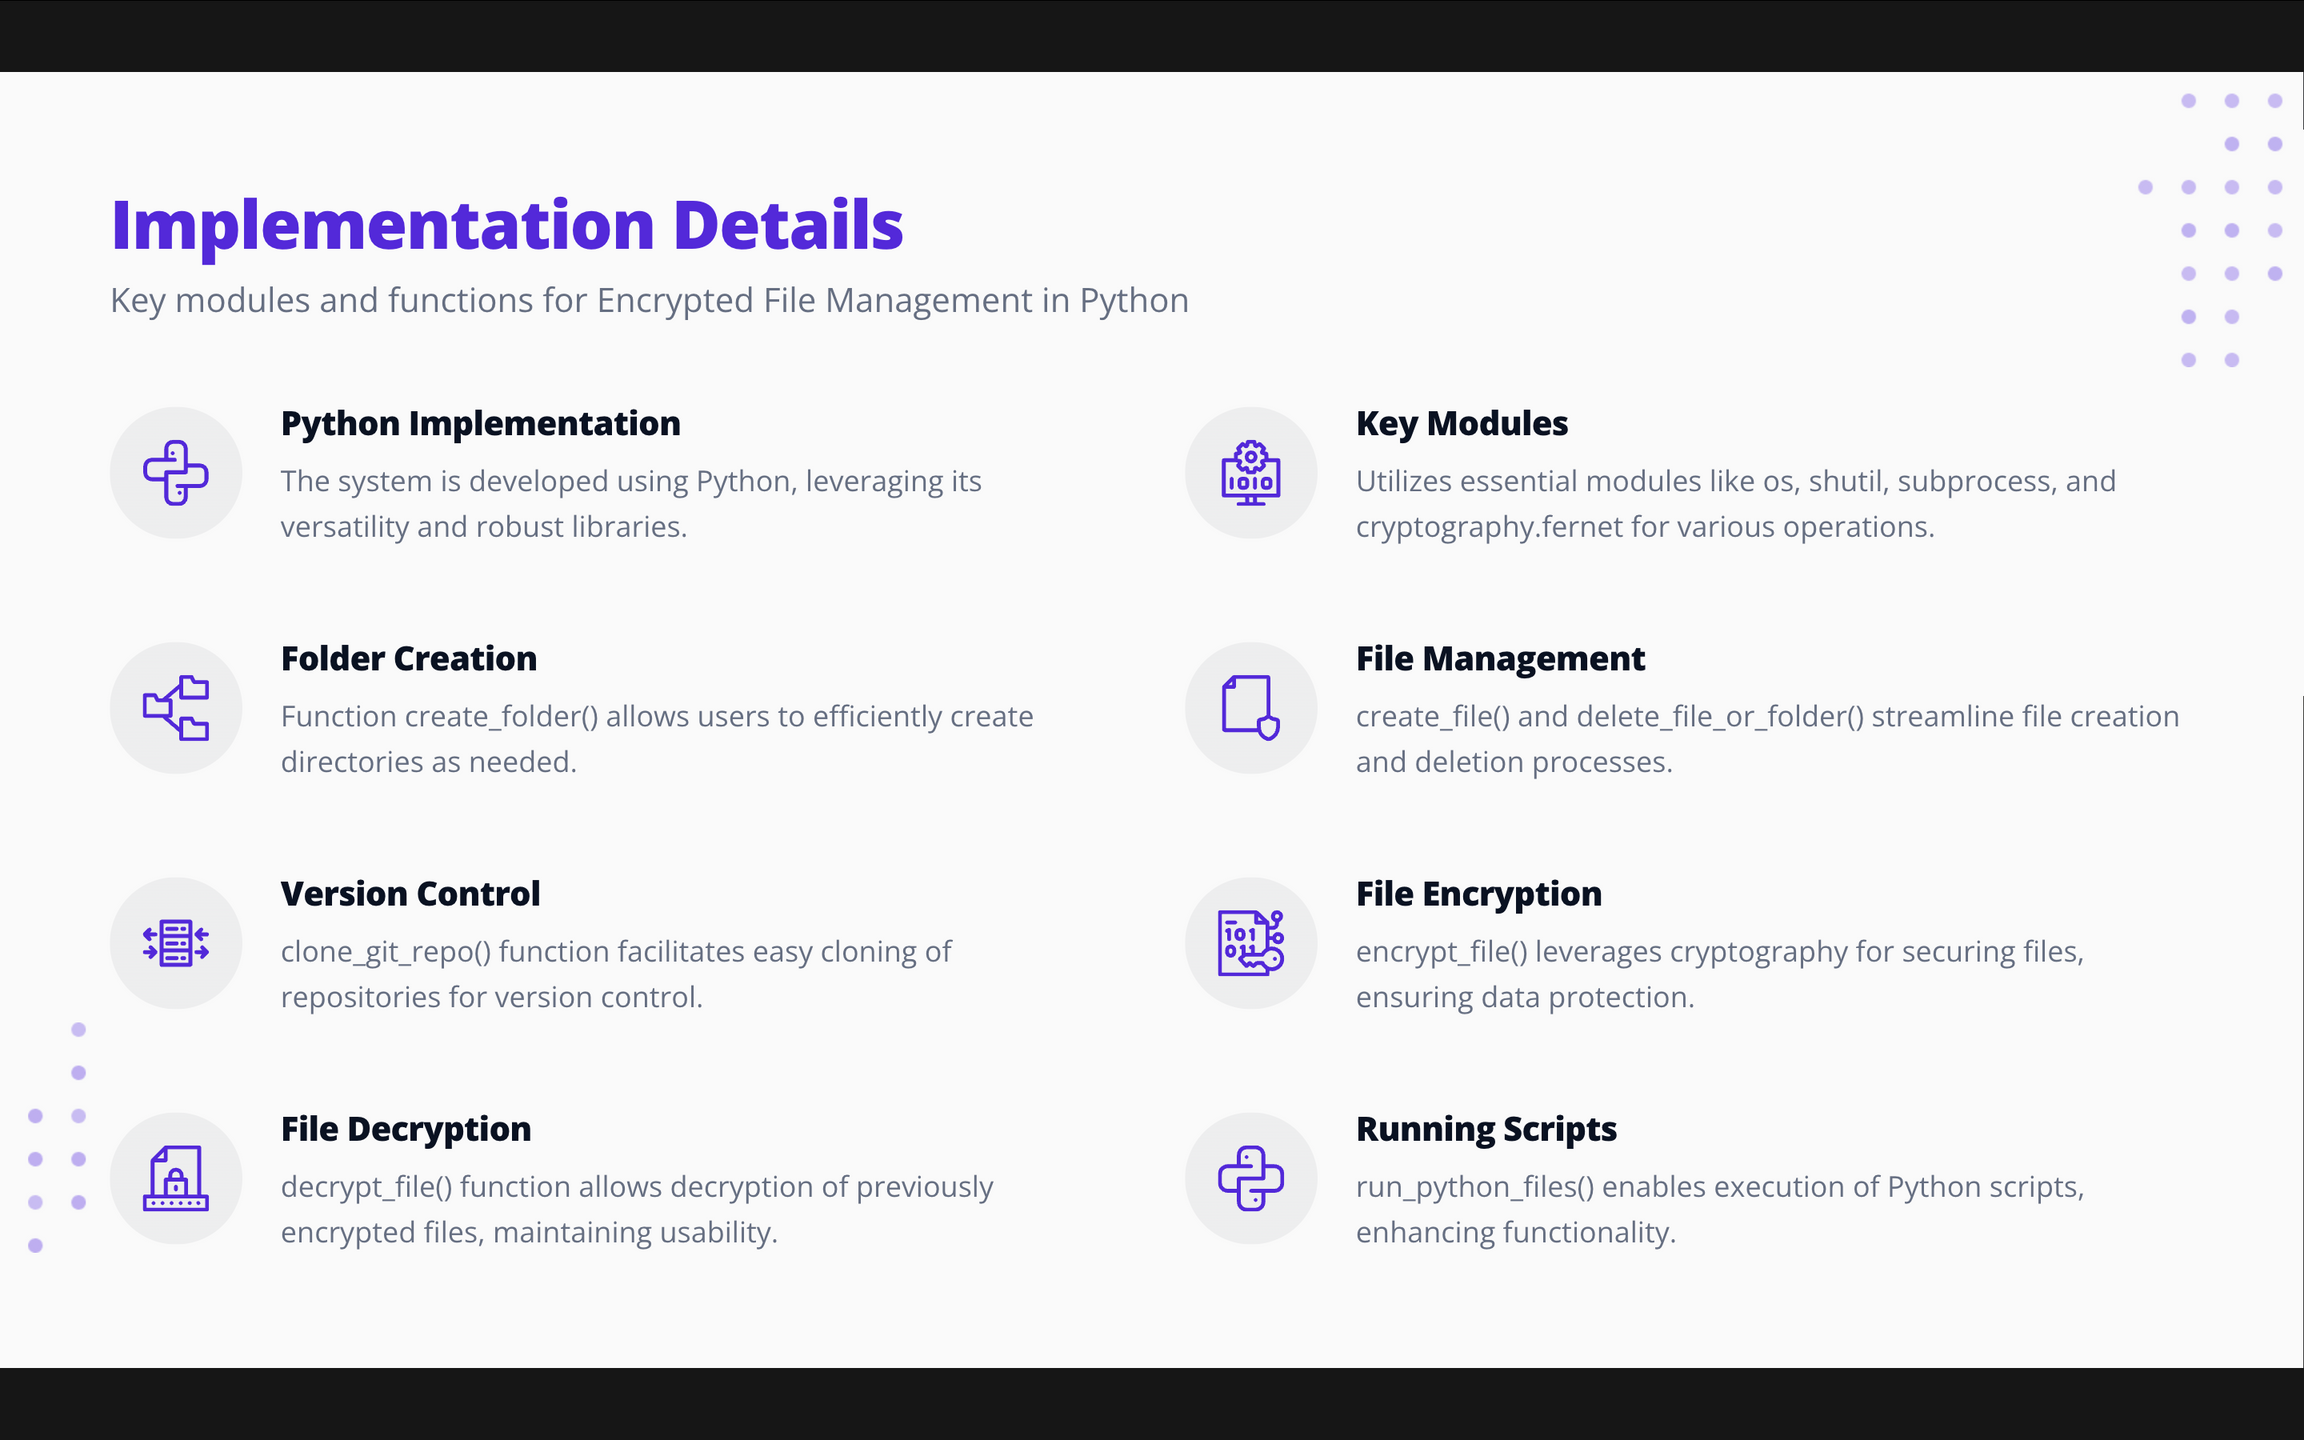 Implementation Details
Key modules and functions for Encrypted File Management in Python
Python Implementation
The system is developed using Python, leveraging its
versatility and robust libraries.
Key Modules
Utilizes essential modules like os, shutil, subprocess, and
cryptography.fernet for various operations.
Folder Creation
Function create_folder() allows users to efficiently create
directories as needed.
File Management
create_file() and delete_file_or_folder() streamline file creation
and deletion processes.
Version Control
clone_git_repo() function facilitates easy cloning of
repositories for version control.
File Encryption
encrypt_file() leverages cryptography for securing files,
ensuring data protection.
File Decryption
decrypt_file() function allows decryption of previously
encrypted files, maintaining usability.
Running Scripts
run_python_files() enables execution of Python scripts,
enhancing functionality.